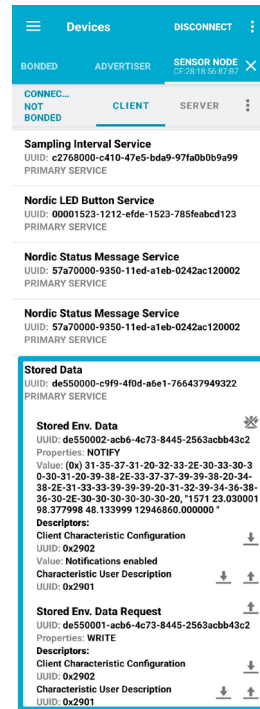 Devices
DISCONNECT
BONDED
ADVERTISER
SENSOR NODE
CF:28:18:56:87:B7
CONNEC...
NOT
BONDED
CLIENT
SERVER
Sampling Interval Service
UUID: c2768000-c410-47e5-bda9-97fa0b0b9a99
PRIMARY SERVICE
Nordic LED Button Service
UUID: 00001523-1212-efde-1523-785feabcd123
PRIMARY SERVICE
Nordic Status Message Service
UUID: 57a70000-9350-11ed-a1eb-0242ac120002
PRIMARY SERVICE
Nordic Status Message Service
UUID: 57a70000-9350-11ed-a1eb-0242ac120002
PRIMARY SERVICE
Stored Data
UUID: de550000-c9f9-4f0d-a6e1-766437949322
PRIMARY SERVICE
Stored Env. Data
UUID: de550002-acb6-4c73-8445-2563acbb43c2
Properties: NOTIFY
Value: (0x) 31-35-37-31-20-32-33-2E-30-33-30-3
0-30-31-20-39-38-2E-33-37-37-39-39-38-20-34-
38-2E-31-33-33-39-39-39-20-31-32-39-34-36-38-
36-30-2E-30-30-30-30-30-30-20, "1571 23.030001
98.377998 48.133999 12946860.000000 "
Descriptors:
Client Characteristic Configuration
UUID: 0x2902
Value: Notifications enabled
Characteristic User Description
UUID: 0x2901
Stored Env. Data Request
UUID: de550001-acb6-4c73-8445-2563acbb43c2
Properties: WRITE
Descriptors:
Client Characteristic Configuration
UUID: 0x2902
Characteristic User Description
UUID: 0x2901